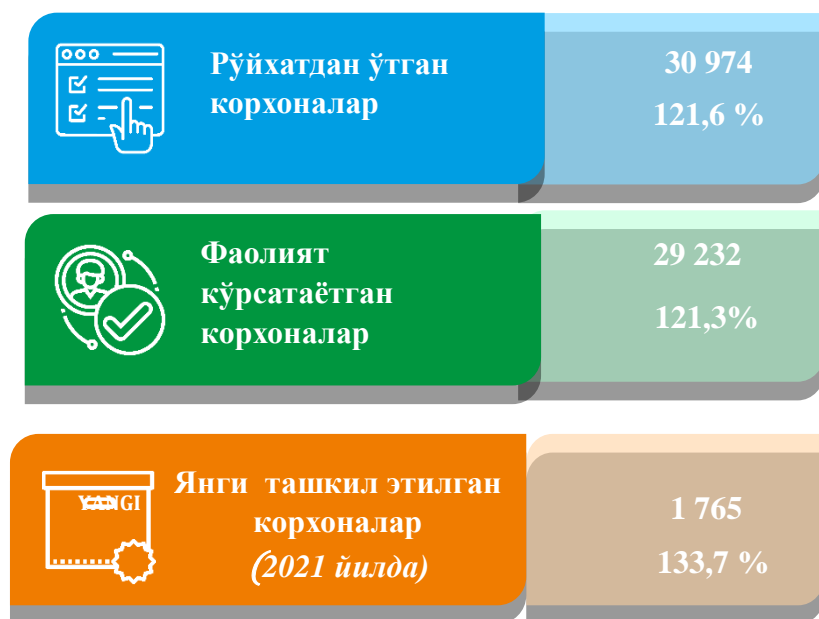 Рўйхатдан ўтган
корхоналар
30 974
121,6 %
Фаолият
кўрсатаётган
корхоналар
29 232
121,3%
YANGI
Янги ташкил этилган
корхоналар
(2021 йилда)
1 765
133,7 %